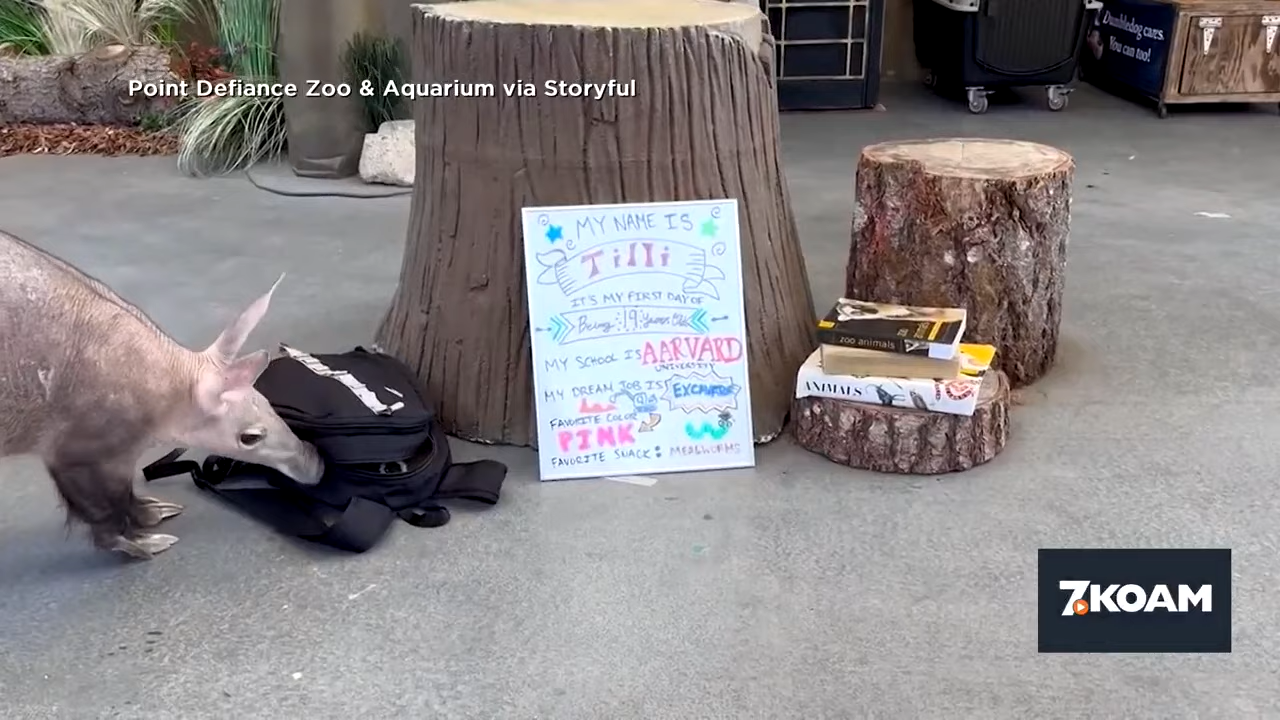 Point Defiance Zoo & Aquarium via Storyful
Dumbledog cares.
You can too!
MY NAME IS
Tilli
IT'S MY FIRST DAY OF
Being 19 Years Old
MY SCHOOL IS AARVARD
UNIVERSITY
MY DREAM JOB IS EXCAVATOR
FAVORITE COLOR
PINK
FAVORITE SNACK: MEALWORMS
zoo animals
ANIMALS
7KOAM